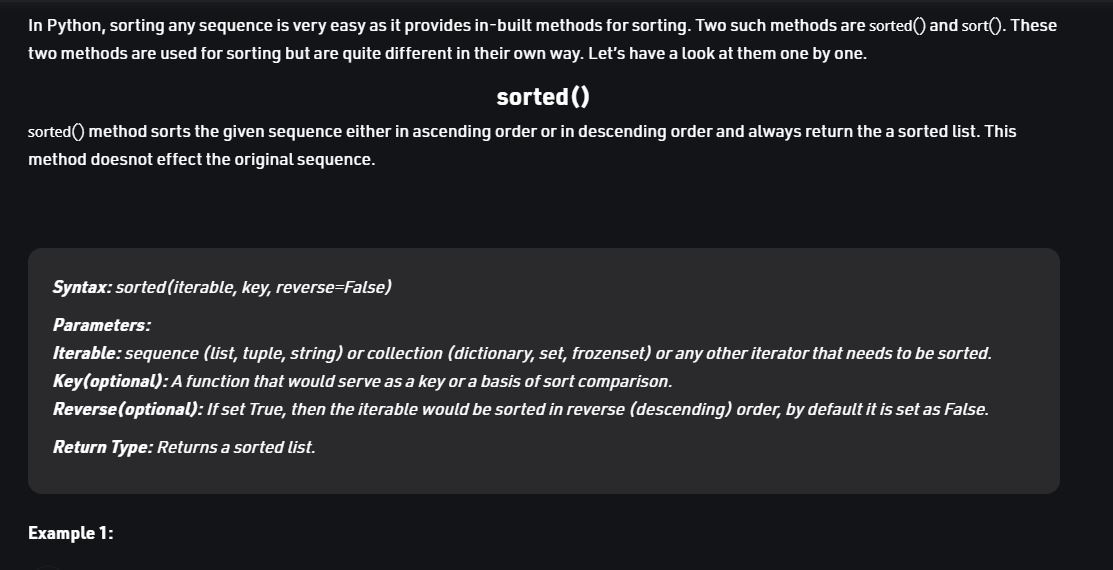 In Python, sorting any sequence is very easy as it provides in-built methods for sorting. Two such methods are sorted() and sort(). These
two methods are used for sorting but are quite different in their own way. Let's have a look at them one by one.
sorted()
sorted() method sorts the given sequence either in ascending order or in descending order and always return the a sorted list. This
method doesnot effect the original sequence.
Syntax: sorted(iterable, key, reverse=False)
Parameters:
Iterable: sequence (list, tuple, string) or collection (dictionary, set, frozenset) or any other iterator that needs to be sorted.
Key(optional): A function that would serve as a key or a basis of sort comparison.
Reverse(optional): If set True, then the iterable would be sorted in reverse (descending) order, by default it is set as False.
Return Type: Returns a sorted list.
Example 1: